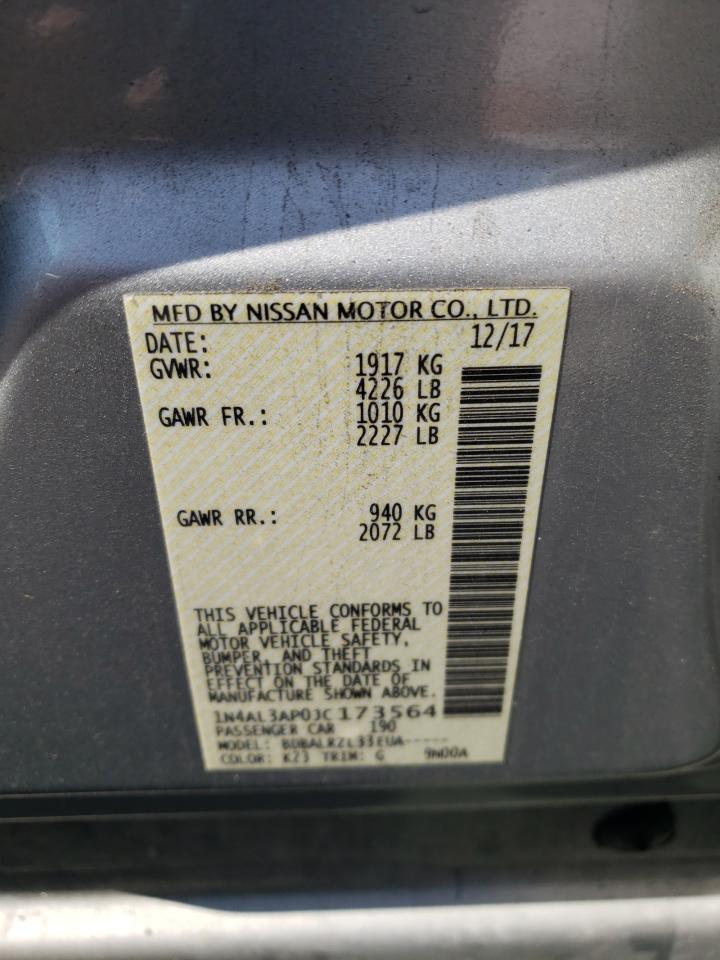 MFD BY NISSAN MOTOR CO., LTD.
DATE: 12/17
GVWR: 1917 KG
4226 LB
GAWR FR.: 1010 KG
2227 LB
GAWR RR.: 940 KG
2072 LB
THIS VEHICLE CONFORMS TO
ALL APPLICABLE FEDERAL
MOTOR VEHICLE SAFETY,
BUMPER, AND THEFT
PREVENTION STANDARDS IN
EFFECT ON THE DATE OF
MANUFACTURE SHOWN ABOVE.
1N4AL3AP0JC173564
PASSENGER CAR 190
MODEL: BDBALRZL33EUA-----
COLOR: K23 TRIM: G 9N00A